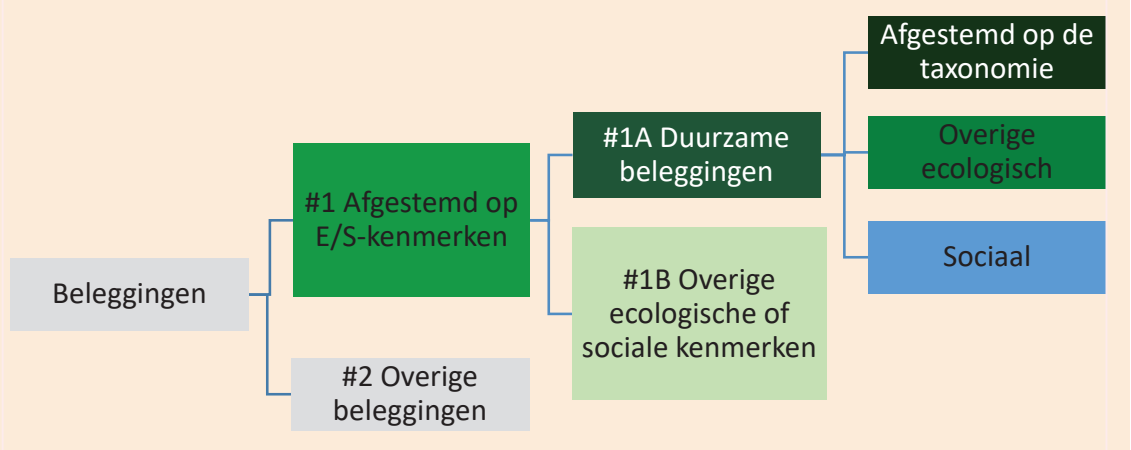 Beleggingen
#1 Afgestemd op
E/S-kenmerken
#2 Overige
beleggingen
#1A Duurzame
beleggingen
#1B Overige
ecologische of
sociale kenmerken
Afgestemd op de
taxonomie
Overige
ecologisch
Sociaal